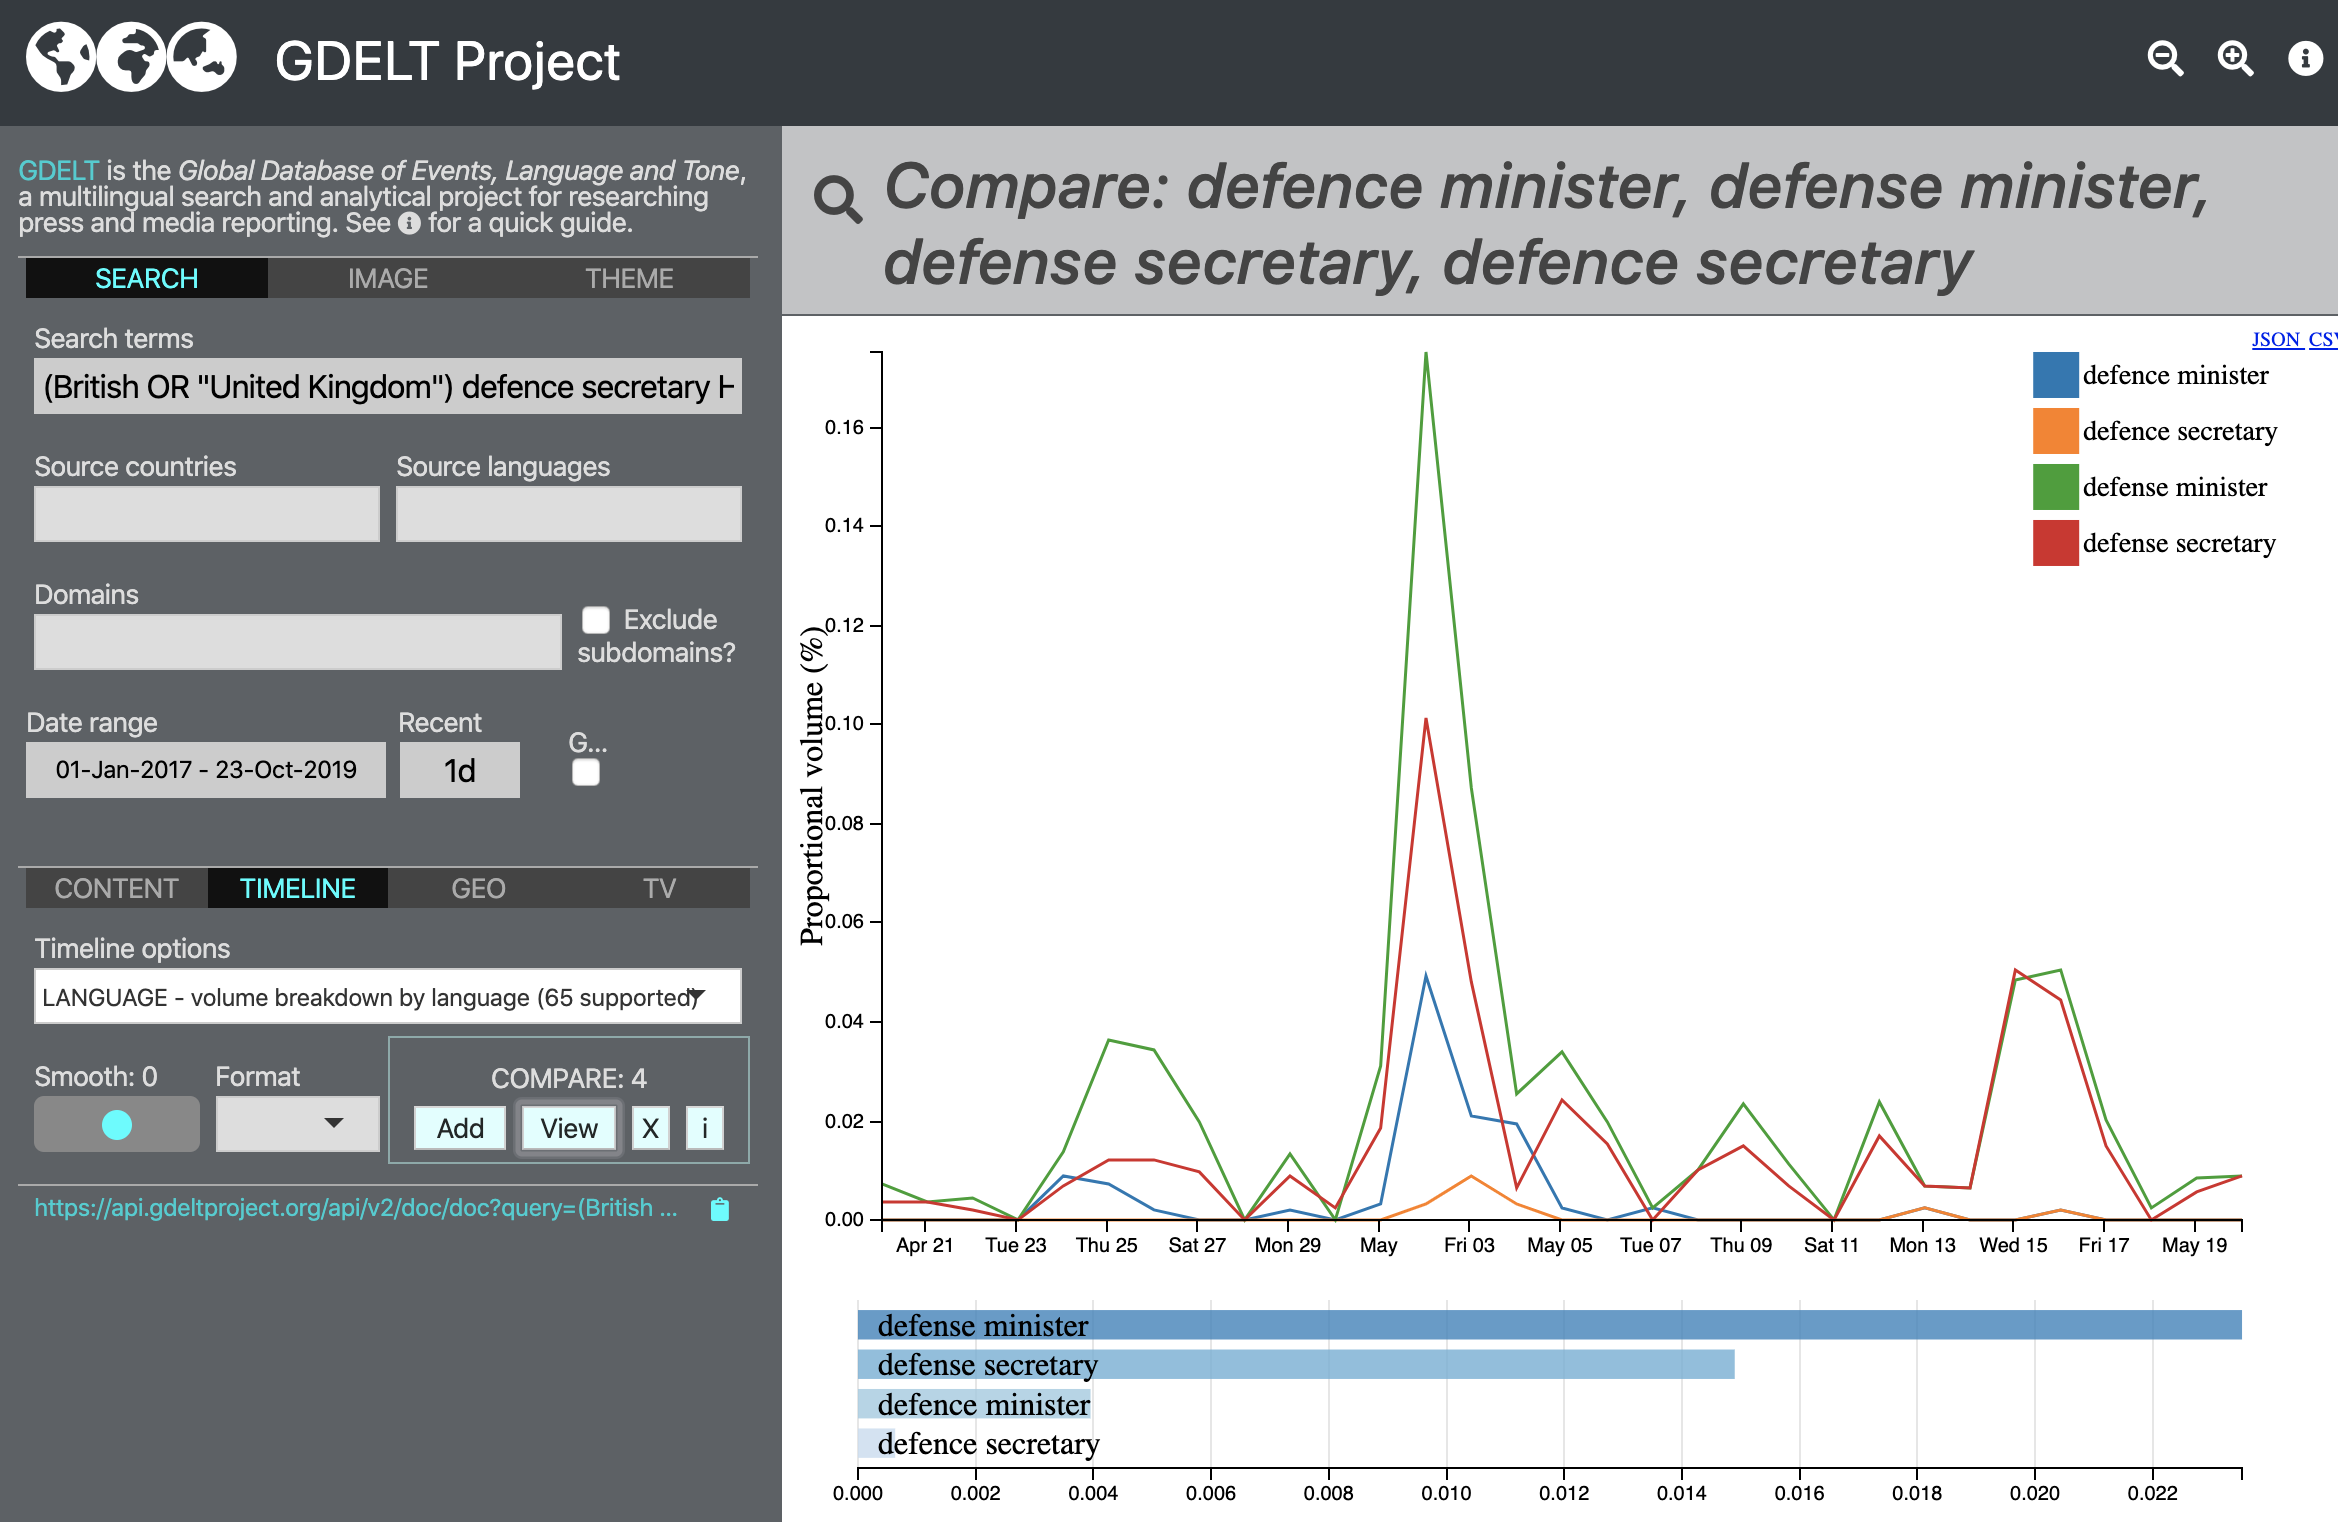 GDELT Project
GDELT is the Global Database of Events, Language and Tone,
a multilingual search and analytical project for researching
press and media reporting. See i for a quick guide.
SEARCH IMAGE THEME
Search terms
(British OR "United Kingdom") defence secretary H
Source countries Source languages
Domains
Exclude
subdomains?
Date range Recent G...
01-Jan-2017 - 23-Oct-2019 1d
CONTENT TIMELINE GEO TV
Timeline options
LANGUAGE - volume breakdown by language (65 supported)
Smooth: 0 Format COMPARE: 4
Add View X i
https://api.gdeltproject.org/api/v2/doc/doc?query=(British ...
Compare: defence minister, defense minister,
defense secretary, defence secretary
JSON CSV
defence minister
defence secretary
defense minister
defense secretary
Proportional volume (%)
0.16
0.14
0.12
0.10
0.08
0.06
0.04
0.02
0.00
Apr 21 Tue 23 Thu 25 Sat 27 Mon 29 May Fri 03 May 05 Tue 07 Thu 09 Sat 11 Mon 13 Wed 15 Fri 17 May 19
defense minister
defense secretary
defence minister
defence secretary
0.000 0.002 0.004 0.006 0.008 0.010 0.012 0.014 0.016 0.018 0.020 0.022